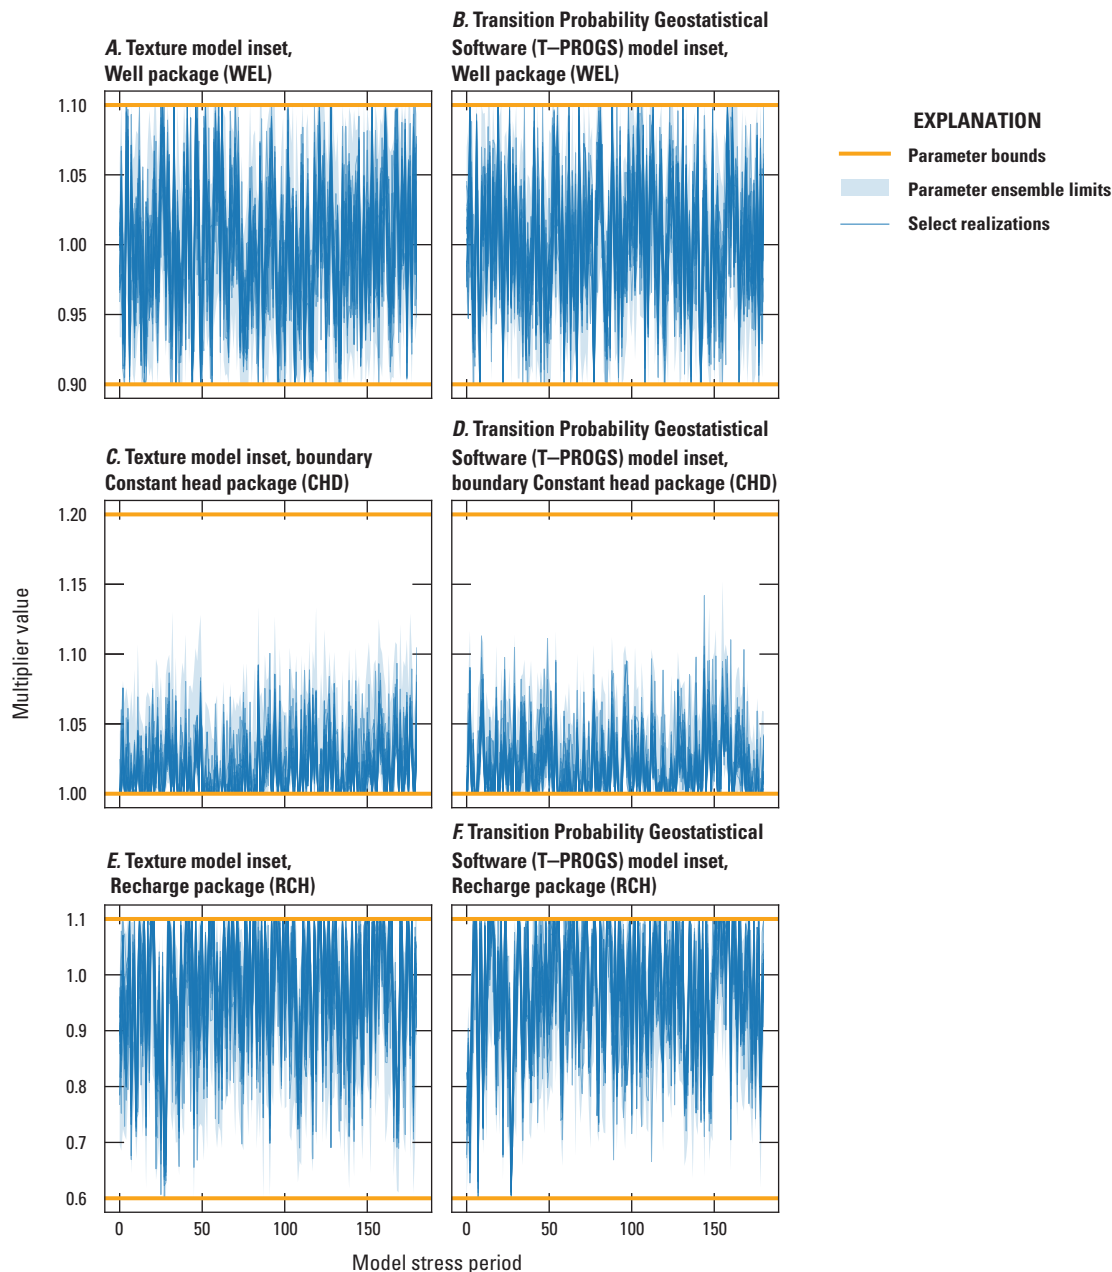 A. Texture model inset,
Well package (WEL)
B. Transition Probability Geostatistical
Software (T–PROGS) model inset,
Well package (WEL)
EXPLANATION
Parameter bounds
Parameter ensemble limits
Select realizations
1.10
1.05
1.00
0.95
0.90
C. Texture model inset, boundary
Constant head package (CHD)
D. Transition Probability Geostatistical
Software (T–PROGS) model inset,
boundary Constant head package (CHD)
1.20
1.15
1.10
1.05
1.00
Multiplier value
E. Texture model inset,
Recharge package (RCH)
F. Transition Probability Geostatistical
Software (T–PROGS) model inset,
Recharge package (RCH)
1.1
1.0
0.9
0.8
0.7
0.6
0 50 100 150 0 50 100 150
Model stress period